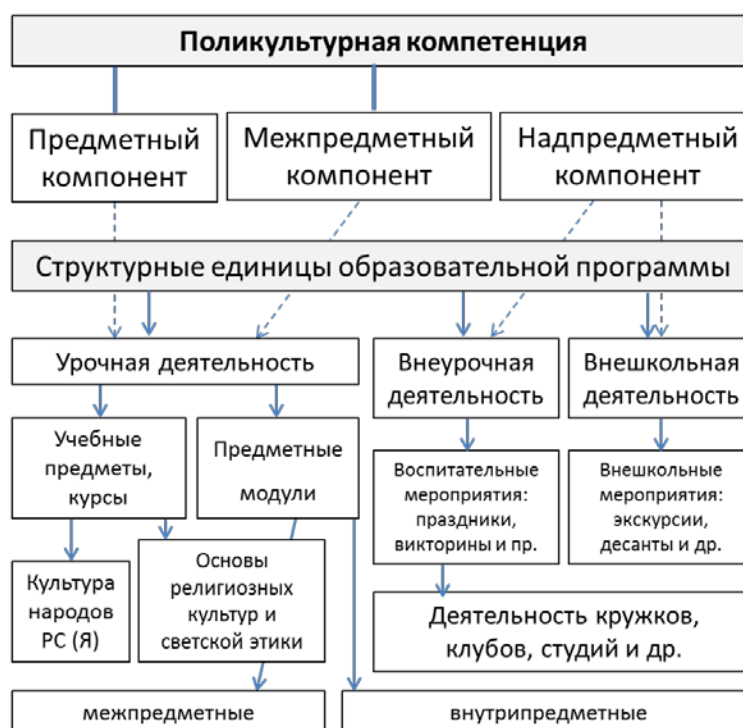 Поликультурная компетенция
Предметный
компонент
Межпредметный
компонент
Надпредметный
компонент
Структурные единицы образовательной программы
Урочная деятельность
Внеурочная
деятельность
Внешкольная
деятельность
Учебные
предметы,
курсы
Предметные
модули
Воспитательные
мероприятия:
праздники,
викторины и пр.
Внешкольные
мероприятия:
экскурсии,
десанты и др.
Культура
народов
РС (Я)
Основы
религиозных
культур и
светской этики
Деятельность кружков,
клубов, студий и др.
межпредметные
внутрипредметные